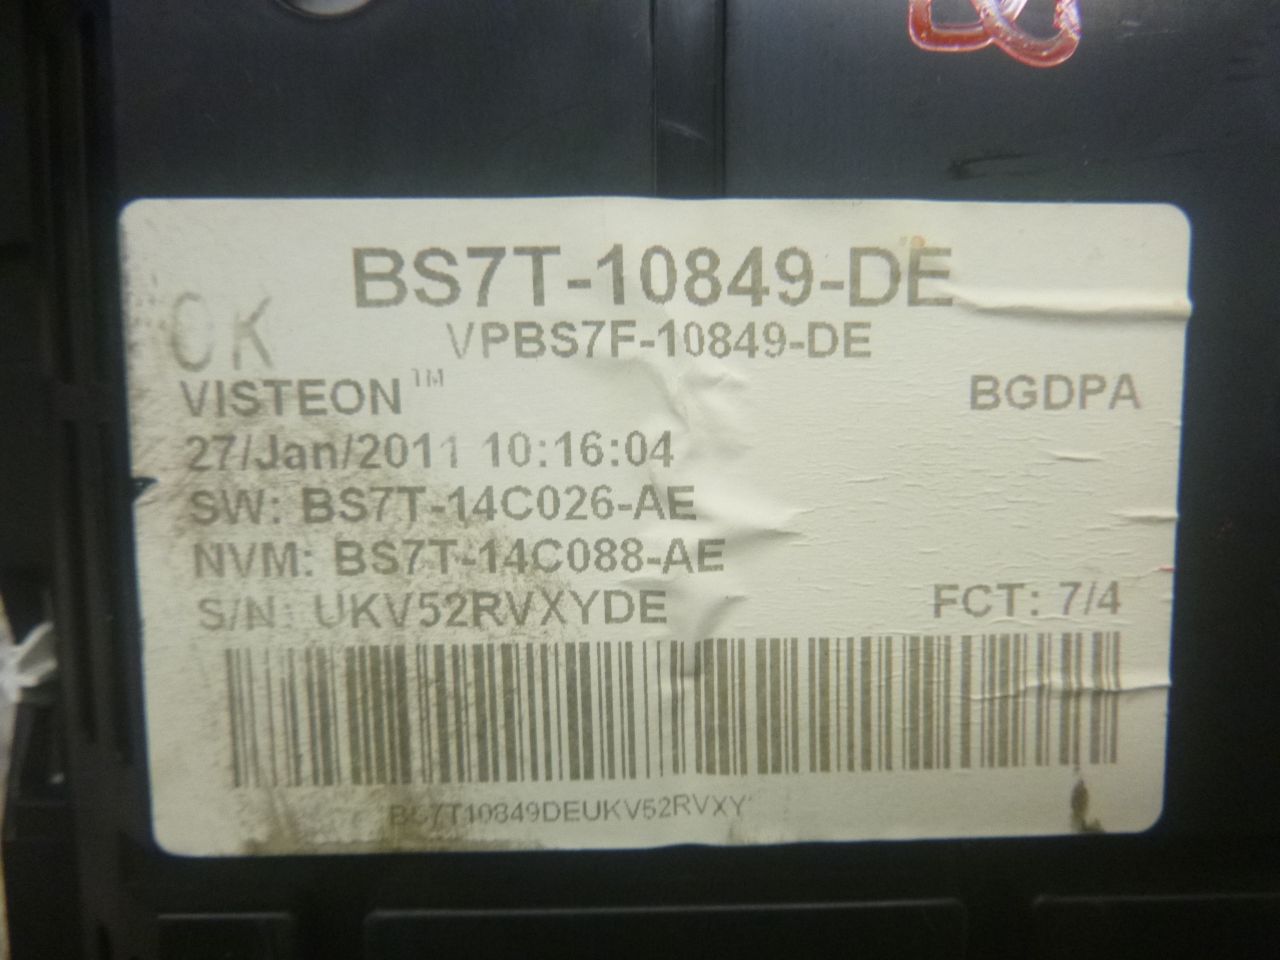 BS7T-10849-DE
VPBS7F-10849-DE
OK
VISTEON™
BGDPA
27/Jan/2011 10:16:04
SW: BS7T-14C026-AE
NVM: BS7T-14C088-AE
S/N: UKV52RVXYDE
FCT: 7/4
BS7T10849DEUKV52RVXY